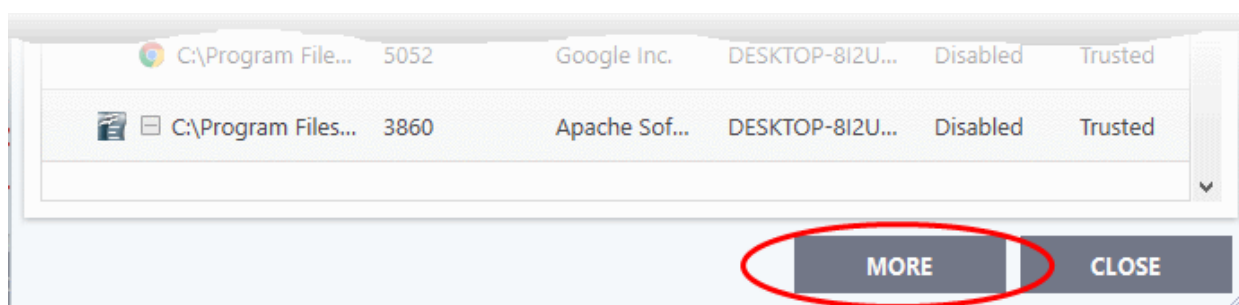 C:\Program File... 5052 Google Inc. DESKTOP-8I2U... Disabled Trusted
C:\Program Files... 3860 Apache Sof... DESKTOP-8I2U... Disabled Trusted
MORE CLOSE